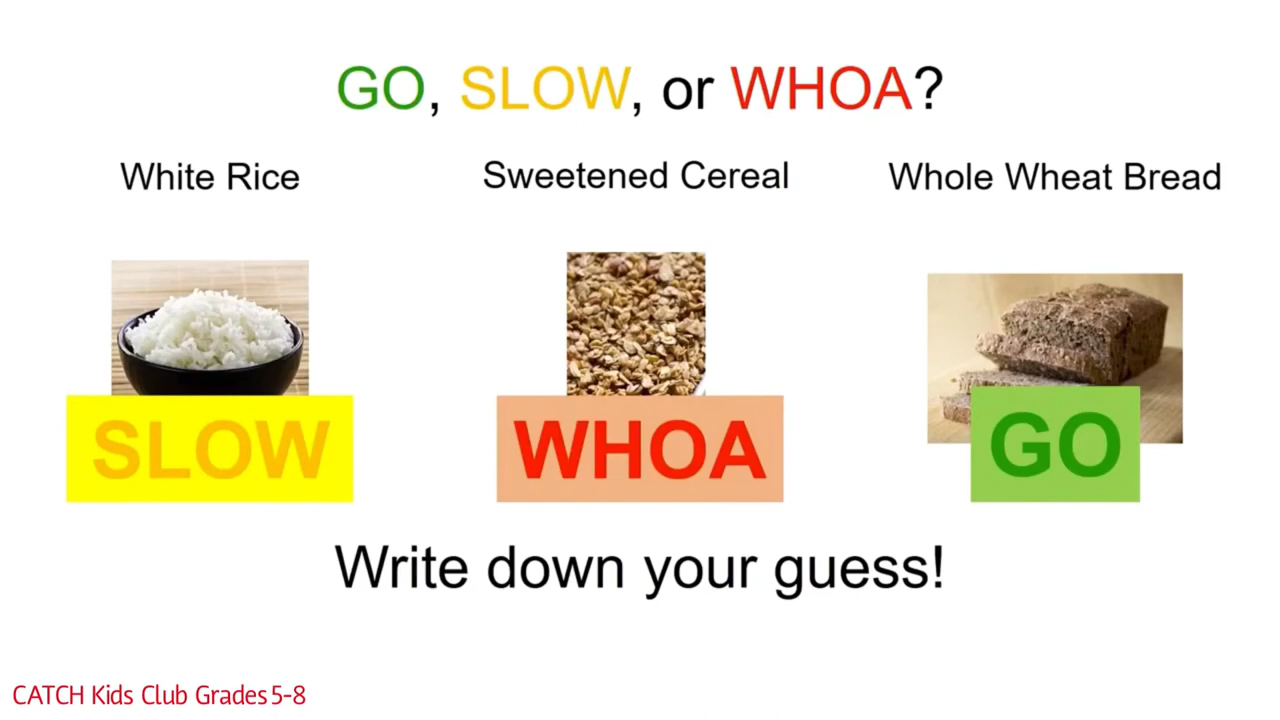 GO, SLOW, or WHOA?
White Rice
Sweetened Cereal
Whole Wheat Bread
SLOW
WHOA
GO
Write down your guess!
CATCH Kids Club Grades 5-8